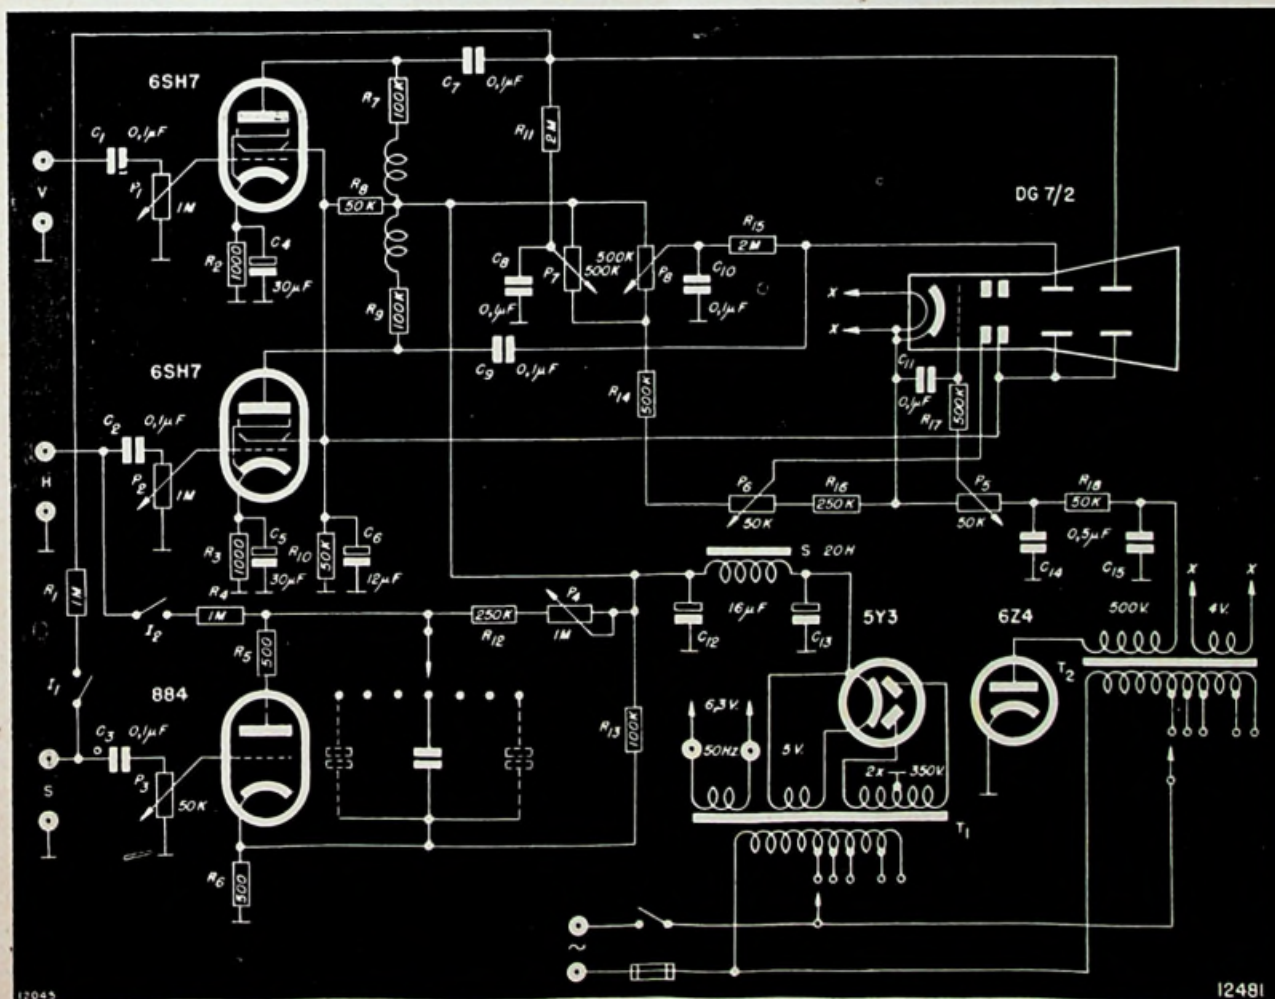 6SH7
C7 0,1µF
R7 100K
C1 0,1µF
R11 2M
V
P1 1M
R8 50K
DG 7/2
R15 2M
C4 30µF
R2 1000
C8 0,1µF
P7 500K
500K P8
C10 0,1µF
X
X
R9 100K
6SH7
C9 0,1µF
C11 0,1µF
R14 500K
R17 500K
C2 0,1µF
H
P2 1M
P6 50K
R16 250K
P5 50K
R18 50K
R3 1000
C5 30µF
R10 50K
C6 12µF
S 20H
0,5µF
C14
C15
X X
R1 1M
I2
R4 1M
R12 250K
P4 1M
16µF
C12
C13
5Y3
6Z4
500V.
4V.
R5 500
I1
884
T2
C3 0,1µF
S
P3 50K
R13 100K
6,3V.
50Hz
5V.
2x 350V.
T1
R6 500
~
12045
12481